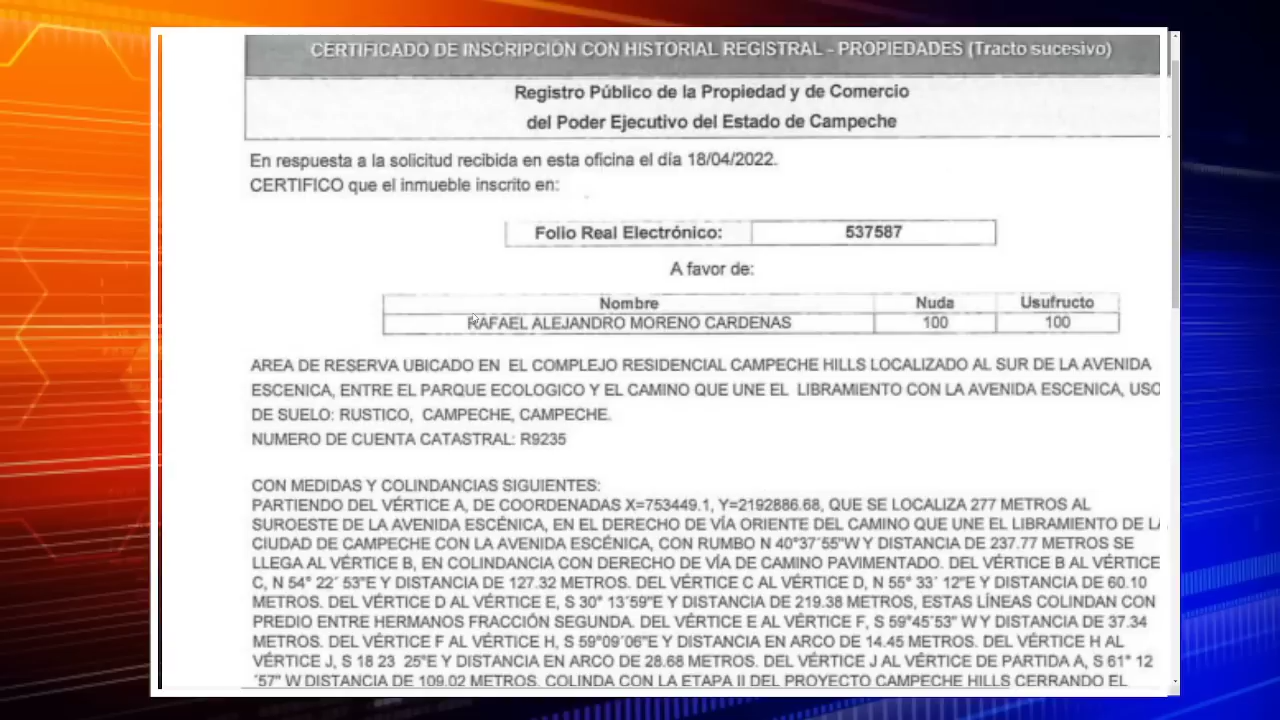 CERTIFICADO DE INSCRIPCIÓN CON HISTORIAL REGISTRAL - PROPIEDADES (Tracto sucesivo)
Registro Público de la Propiedad y de Comercio
del Poder Ejecutivo del Estado de Campeche
En respuesta a la solicitud recibida en esta oficina el día 18/04/2022.
CERTIFICO que el inmueble inscrito en:
Folio Real Electrónico: 537587
A favor de:
Nombre Nuda Usufructo
RAFAEL ALEJANDRO MORENO CARDENAS 100 100
AREA DE RESERVA UBICADO EN EL COMPLEJO RESIDENCIAL CAMPECHE HILLS LOCALIZADO AL SUR DE LA AVENIDA
ESCENICA, ENTRE EL PARQUE ECOLOGICO Y EL CAMINO QUE UNE EL LIBRAMIENTO CON LA AVENIDA ESCENICA, USO
DE SUELO: RUSTICO, CAMPECHE, CAMPECHE.
NUMERO DE CUENTA CATASTRAL: R9235
CON MEDIDAS Y COLINDANCIAS SIGUIENTES:
PARTIENDO DEL VÉRTICE A, DE COORDENADAS X=753449.1, Y=2192886.68, QUE SE LOCALIZA 277 METROS AL
SUROESTE DE LA AVENIDA ESCÉNICA, EN EL DERECHO DE VÍA ORIENTE DEL CAMINO QUE UNE EL LIBRAMIENTO DE LA
CIUDAD DE CAMPECHE CON LA AVENIDA ESCÉNICA, CON RUMBO N 40°37´55"W Y DISTANCIA DE 237.77 METROS SE
LLEGA AL VÉRTICE B, EN COLINDANCIA CON DERECHO DE VÍA DE CAMINO PAVIMENTADO. DEL VÉRTICE B AL VÉRTICE
C, N 54° 22´ 53"E Y DISTANCIA DE 127.32 METROS. DEL VÉRTICE C AL VÉRTICE D, N 55° 33´ 12"E Y DISTANCIA DE 60.10
METROS. DEL VÉRTICE D AL VÉRTICE E, S 30° 13´59"E Y DISTANCIA DE 219.38 METROS, ESTAS LÍNEAS COLINDAN CON
PREDIO ENTRE HERMANOS FRACCIÓN SEGUNDA. DEL VÉRTICE E AL VÉRTICE F, S 59°45´53" W Y DISTANCIA DE 37.34
METROS. DEL VÉRTICE F AL VÉRTICE H, S 59°09´06"E Y DISTANCIA EN ARCO DE 14.45 METROS. DEL VÉRTICE H AL
VÉRTICE J, S 18 23 25"E Y DISTANCIA EN ARCO DE 28.68 METROS. DEL VÉRTICE J AL VÉRTICE DE PARTIDA A, S 61° 12
´57" W DISTANCIA DE 109.02 METROS. COLINDA CON LA ETAPA II DEL PROYECTO CAMPECHE HILLS CERRANDO EL